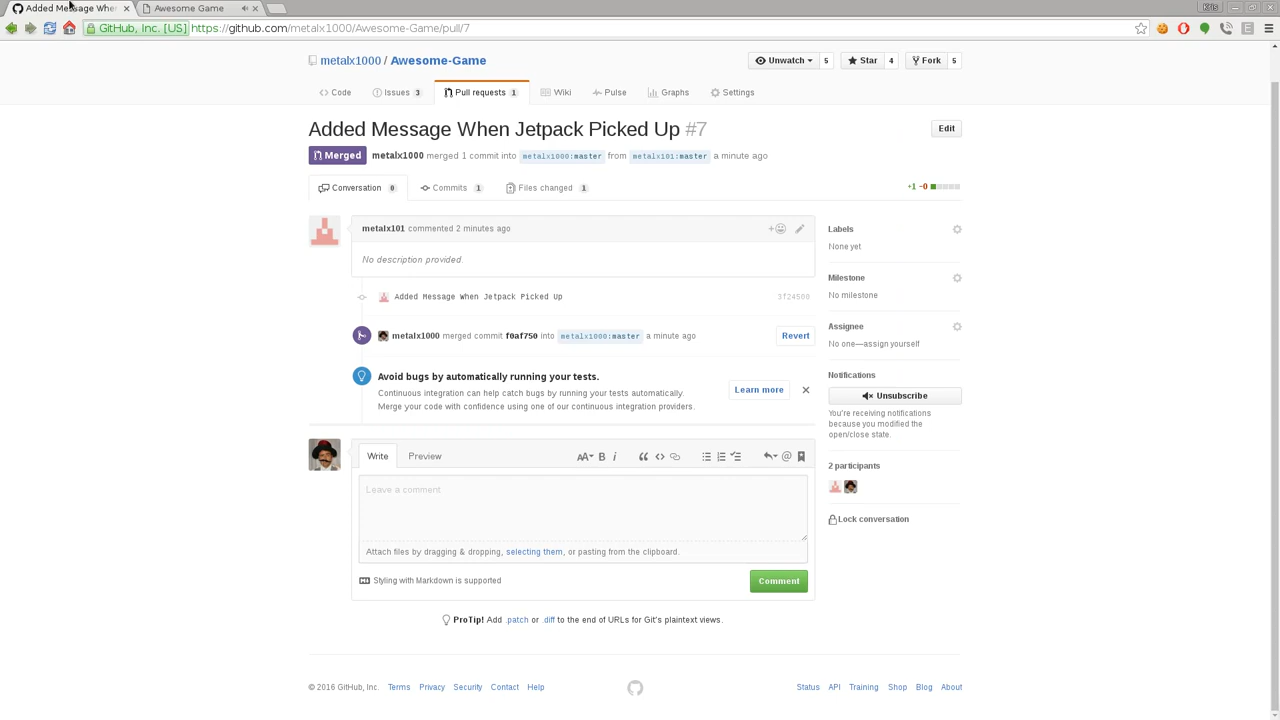 Added Message Wher
Awesome Game
Kris
GitHub, Inc. [US] https://github.com/metalx1000/Awesome-Game/pull/7
metalx1000 / Awesome-Game
Unwatch 5 Star 4 Fork 5
Code Issues 3 Pull requests 1 Wiki Pulse Graphs Settings
Added Message When Jetpack Picked Up #7
Edit
Merged metalx1000 merged 1 commit into metalx1000:master from metalx101:master a minute ago
Conversation 0 Commits 1 Files changed 1
+1 −0
metalx101 commented 2 minutes ago
No description provided.
Added Message When Jetpack Picked Up 3f24500
metalx1000 merged commit f0af750 into metalx1000:master a minute ago
Revert
Avoid bugs by automatically running your tests.
Continuous integration can help catch bugs by running your tests automatically.
Merge your code with confidence using one of our continuous integration providers.
Learn more
Write Preview
Leave a comment
Attach files by dragging & dropping, selecting them, or pasting from the clipboard.
Styling with Markdown is supported
Comment
ProTip! Add .patch or .diff to the end of URLs for Git's plaintext views.
Labels
None yet
Milestone
No milestone
Assignee
No one—assign yourself
Notifications
Unsubscribe
You're receiving notifications
because you modified the
open/close state.
2 participants
Lock conversation
© 2016 GitHub, Inc. Terms Privacy Security Contact Help
Status API Training Shop Blog About